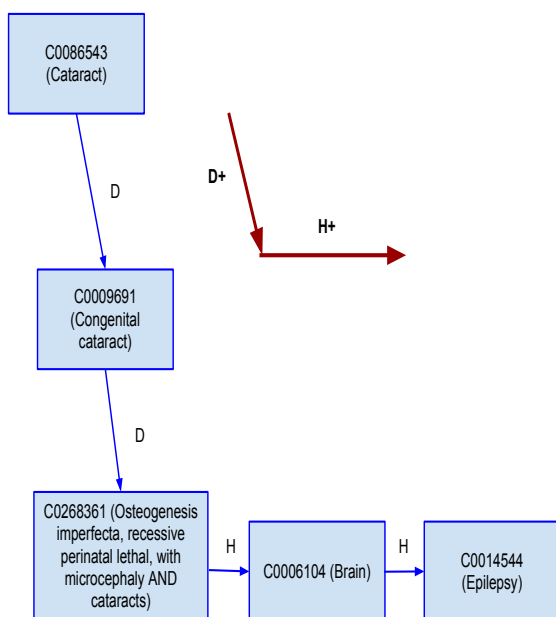 C0086543
(Cataract)
D+
D
H+
C0009691
(Congenital
cataract)
D
C0268361 (Osteogenesis
imperfecta, recessive
perinatal lethal, with
microcephaly AND
cataracts)
H
C0006104 (Brain)
H
C0014544
(Epilepsy)